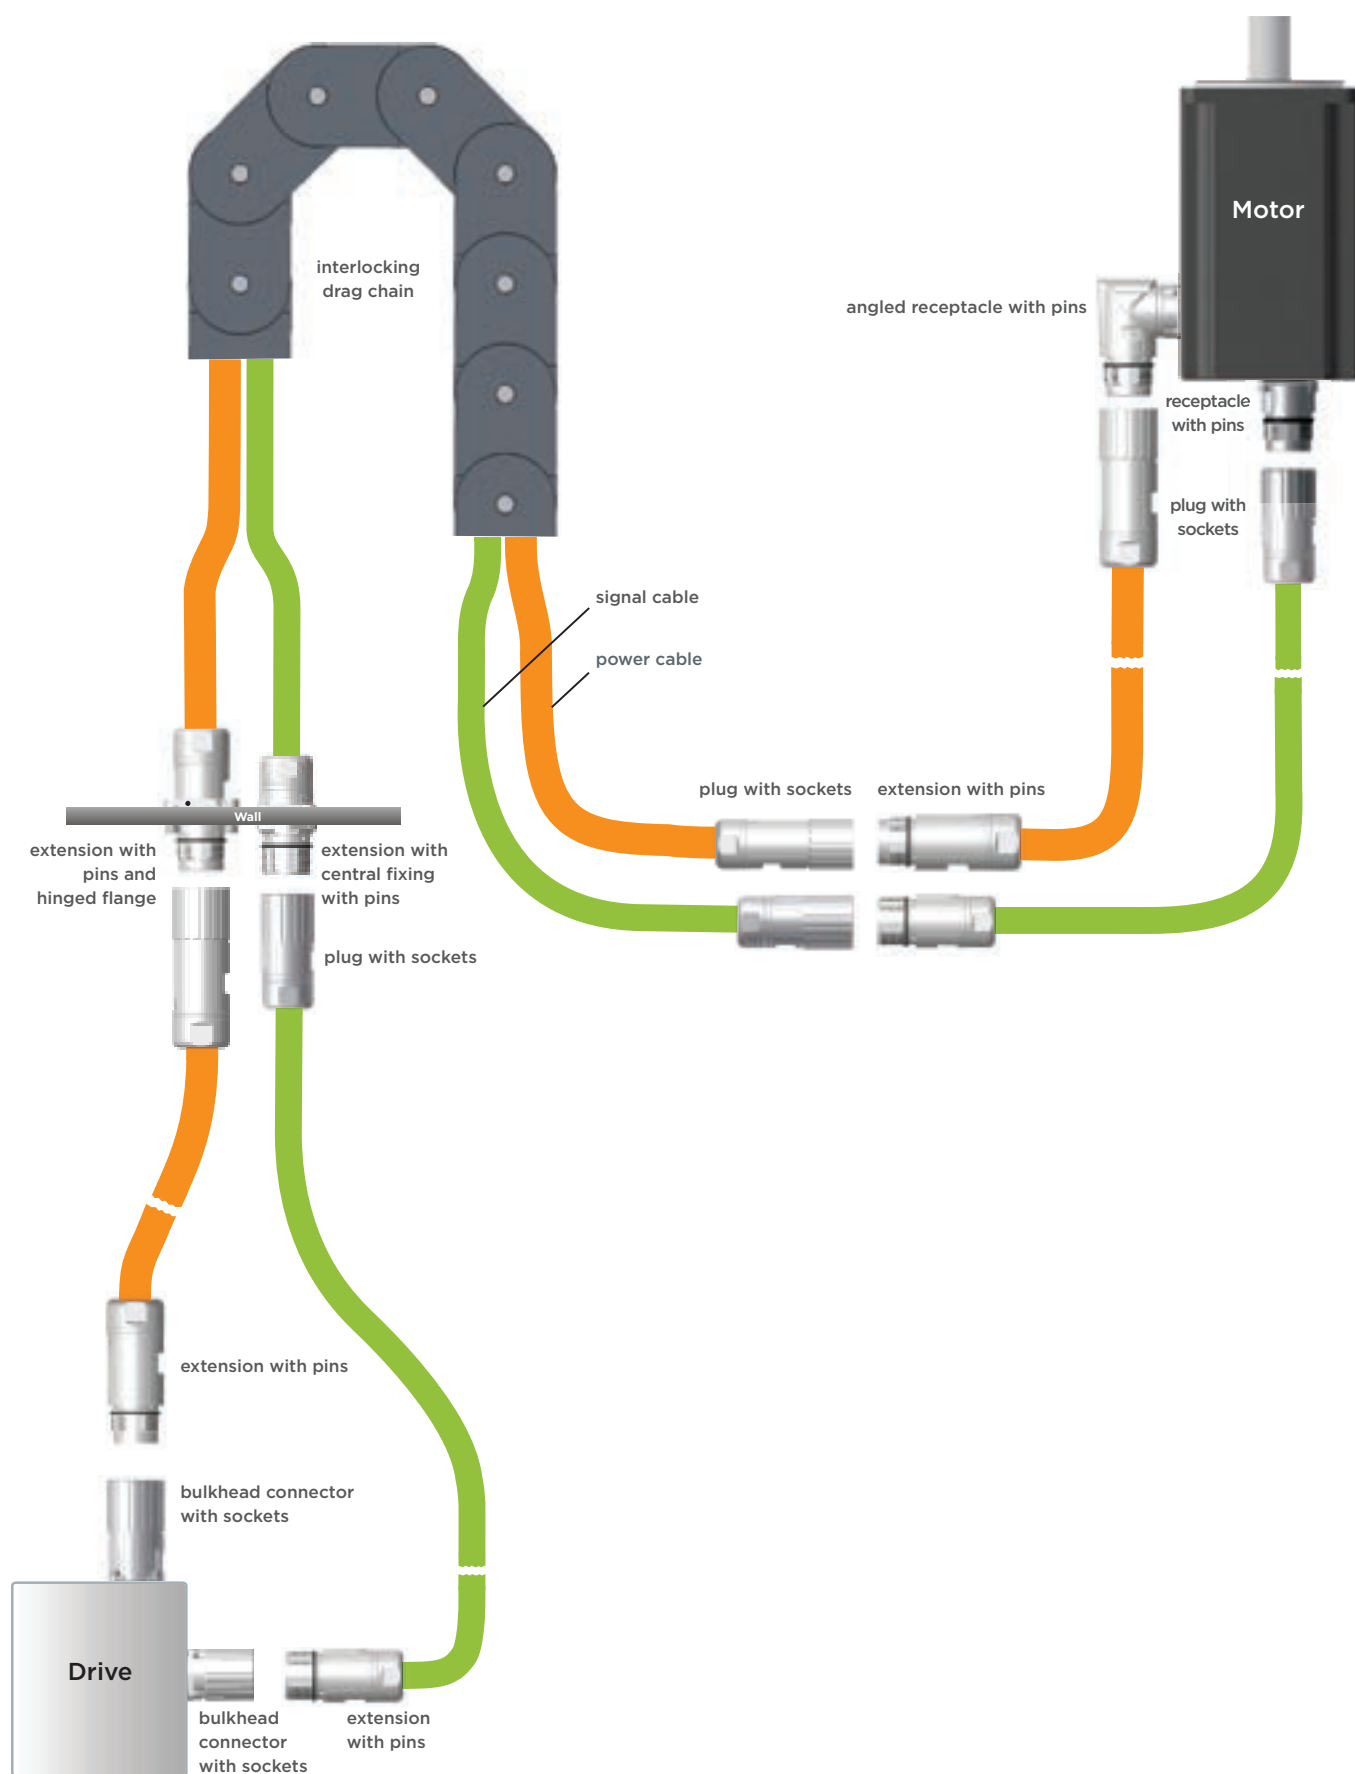 Motor
interlocking
drag chain
angled receptacle with pins
receptacle
with pins
plug with
sockets
signal cable
power cable
plug with sockets
extension with pins
Wall
extension with
pins and
hinged flange
extension with
central fixing
with pins
plug with sockets
extension with pins
bulkhead connector
with sockets
Drive
bulkhead
connector
with sockets
extension
with pins